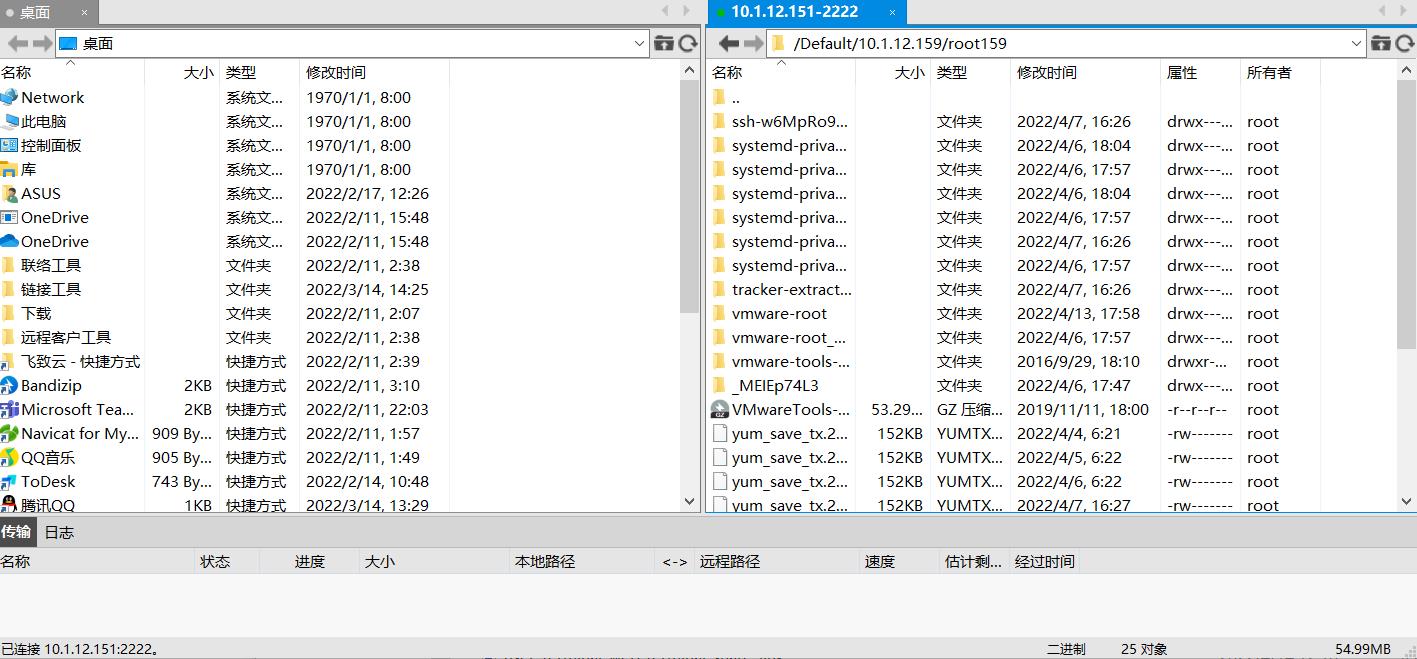 桌面 ×
桌面
名称 大小 类型 修改时间
Network 系统文... 1970/1/1, 8:00
此电脑 系统文... 1970/1/1, 8:00
控制面板 系统文... 1970/1/1, 8:00
库 系统文... 1970/1/1, 8:00
ASUS 系统文... 2022/2/17, 12:26
OneDrive 系统文... 2022/2/11, 15:48
OneDrive 系统文... 2022/2/11, 15:48
联络工具 文件夹 2022/2/11, 2:38
链接工具 文件夹 2022/3/14, 14:25
下载 文件夹 2022/2/11, 2:07
远程客户工具 文件夹 2022/2/11, 2:38
飞致云 - 快捷方式 快捷方式 2022/2/11, 2:39
Bandizip 2KB 快捷方式 2022/2/11, 3:10
Microsoft Tea... 2KB 快捷方式 2022/2/11, 22:03
Navicat for My... 909 By... 快捷方式 2022/2/11, 1:57
QQ音乐 905 By... 快捷方式 2022/2/11, 1:49
ToDesk 743 By... 快捷方式 2022/2/14, 10:48
腾讯QQ 1KB 快捷方式 2022/3/14, 13:29
10.1.12.151-2222 ×
/Default/10.1.12.159/root159
名称 大小 类型 修改时间 属性 所有者
..
ssh-w6MpRo9... 文件夹 2022/4/7, 16:26 drwx---... root
systemd-priva... 文件夹 2022/4/6, 18:04 drwx---... root
systemd-priva... 文件夹 2022/4/6, 17:57 drwx---... root
systemd-priva... 文件夹 2022/4/6, 18:04 drwx---... root
systemd-priva... 文件夹 2022/4/6, 17:57 drwx---... root
systemd-priva... 文件夹 2022/4/7, 16:26 drwx---... root
systemd-priva... 文件夹 2022/4/6, 17:57 drwx---... root
tracker-extract... 文件夹 2022/4/7, 16:26 drwx---... root
vmware-root 文件夹 2022/4/13, 17:58 drwx---... root
vmware-root_... 文件夹 2022/4/6, 17:57 drwx---... root
vmware-tools-... 文件夹 2016/9/29, 18:10 drwxr-... root
_MEIEp74L3 文件夹 2022/4/6, 17:47 drwx---... root
VMwareTools-... 53.29... GZ 压缩... 2019/11/11, 18:00 -r--r--r-- root
yum_save_tx.2... 152KB YUMTX... 2022/4/4, 6:21 -rw------- root
yum_save_tx.2... 152KB YUMTX... 2022/4/5, 6:22 -rw------- root
yum_save_tx.2... 152KB YUMTX... 2022/4/6, 6:22 -rw------- root
yum_save_tx.2... 152KB YUMTX... 2022/4/7, 16:27 -rw------- root
传输 日志
名称 状态 进度 大小 本地路径 <-> 远程路径 速度 估计剩... 经过时间
已连接 10.1.12.151:2222。 二进制 25 对象 54.99MB